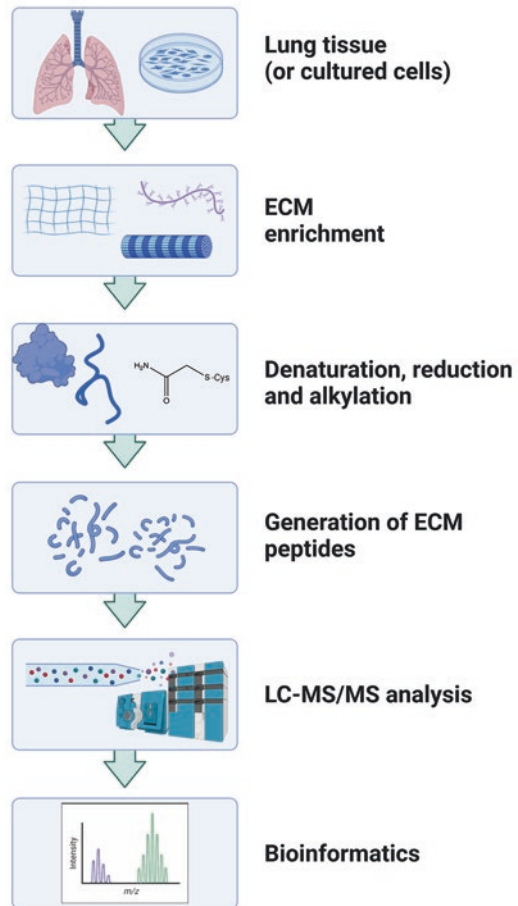 Lung tissue
(or cultured cells)
ECM
enrichment
H₂N
S-Cys
O
Denaturation, reduction
and alkylation
Generation of ECM
peptides
LC-MS/MS analysis
Intensity
m/z
Bioinformatics